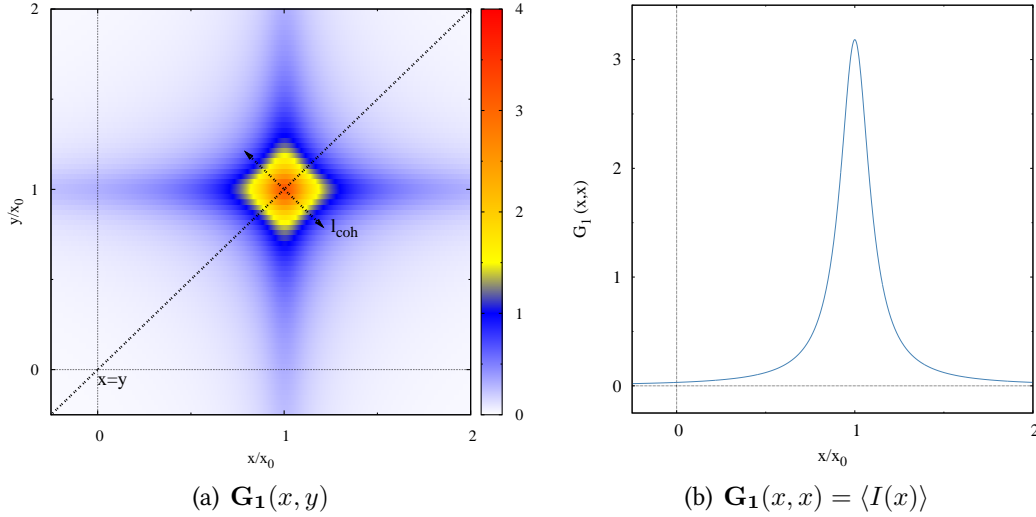 2
1
0
y/x0
0
1
2
x/x0
x=y
lcoh
4
3
2
1
0
(a) G1(x, y)
3
2
1
0
G1 (x,x)
0
1
2
x/x0
(b) G1(x, x) = ⟨I(x)⟩